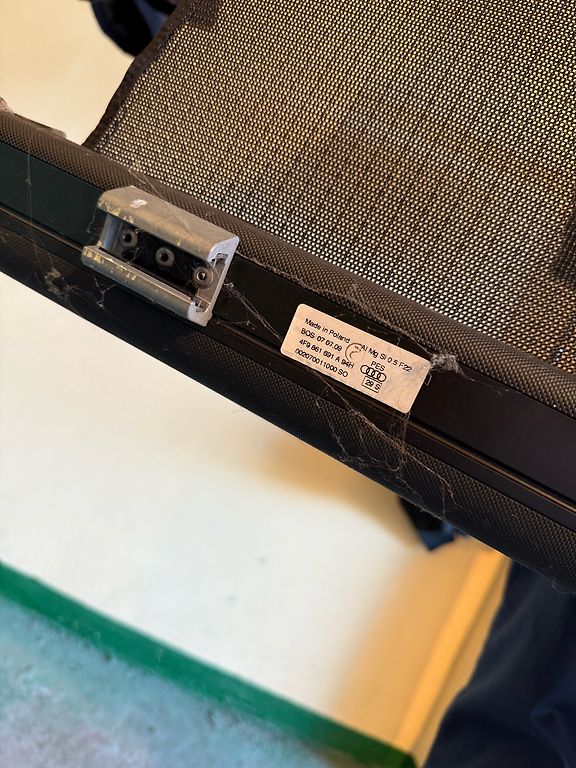 Made in Poland
Al Mg Si 0.5 F22
BOS: 07.07.09
PES
4F9 861 691 A 94H
002070011000 SO
29 S